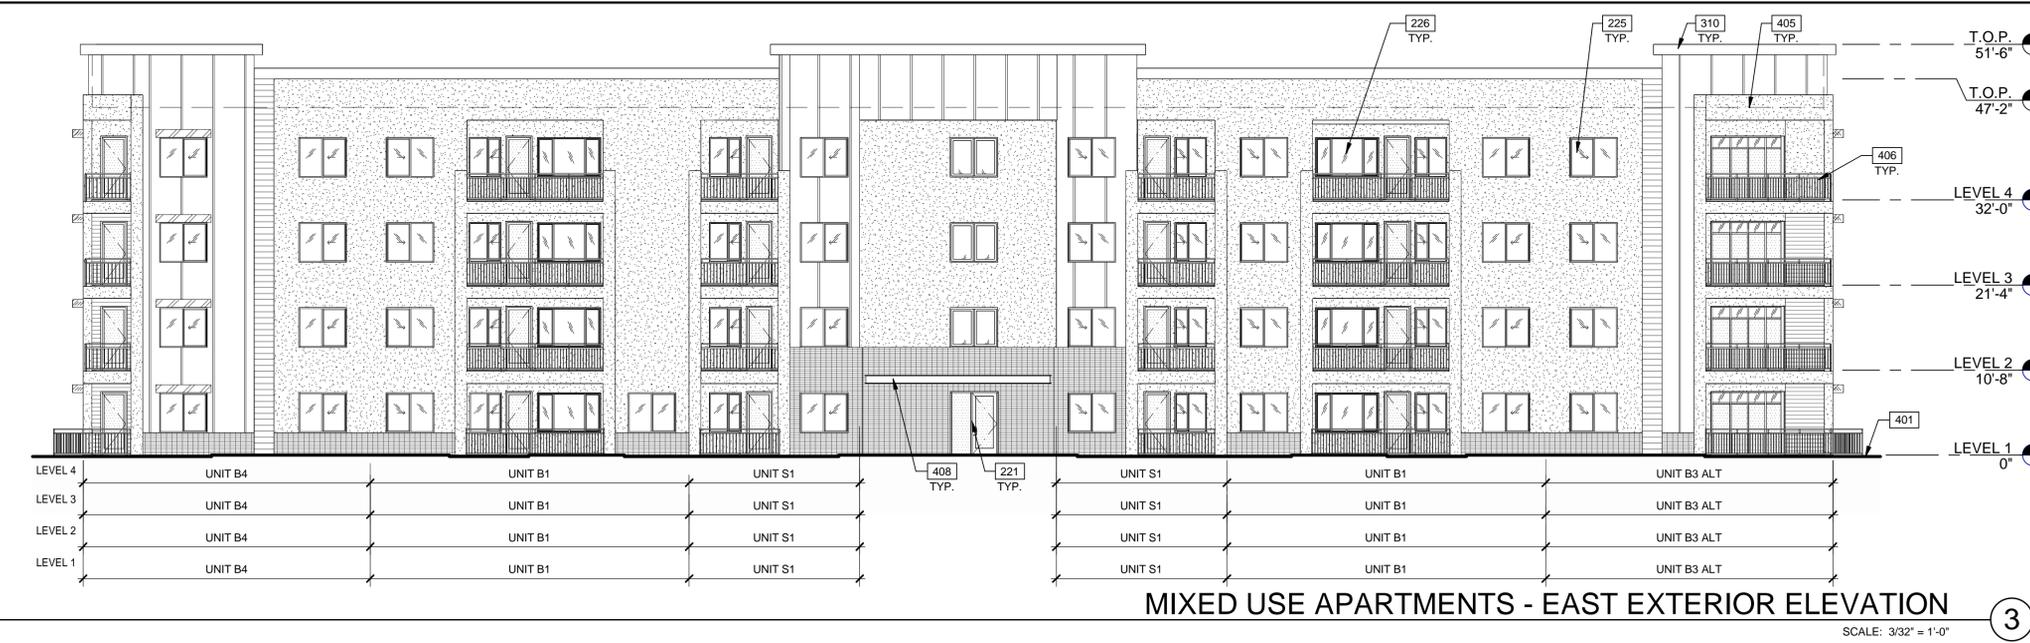 226
TYP.
225
TYP.
310
TYP.
405
TYP.
T.O.P.
51'-6"
T.O.P.
47'-2"
406
TYP.
LEVEL 4
32'-0"
LEVEL 3
21'-4"
LEVEL 2
10'-8"
401
LEVEL 1
0"
408
TYP.
221
TYP.
LEVEL 4 UNIT B4 UNIT B1 UNIT S1 UNIT S1 UNIT B1 UNIT B3 ALT
LEVEL 3 UNIT B4 UNIT B1 UNIT S1 UNIT S1 UNIT B1 UNIT B3 ALT
LEVEL 2 UNIT B4 UNIT B1 UNIT S1 UNIT S1 UNIT B1 UNIT B3 ALT
LEVEL 1 UNIT B4 UNIT B1 UNIT S1 UNIT S1 UNIT B1 UNIT B3 ALT
MIXED USE APARTMENTS - EAST EXTERIOR ELEVATION
SCALE: 3/32" = 1'-0"
3